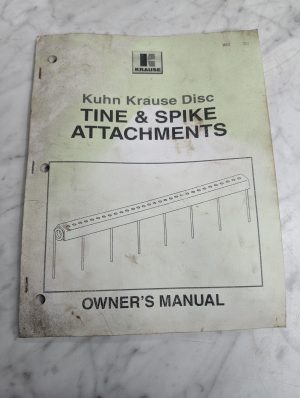 KRAUSE
Kuhn Krause Disc
TINE & SPIKE
ATTACHMENTS
OWNER'S MANUAL